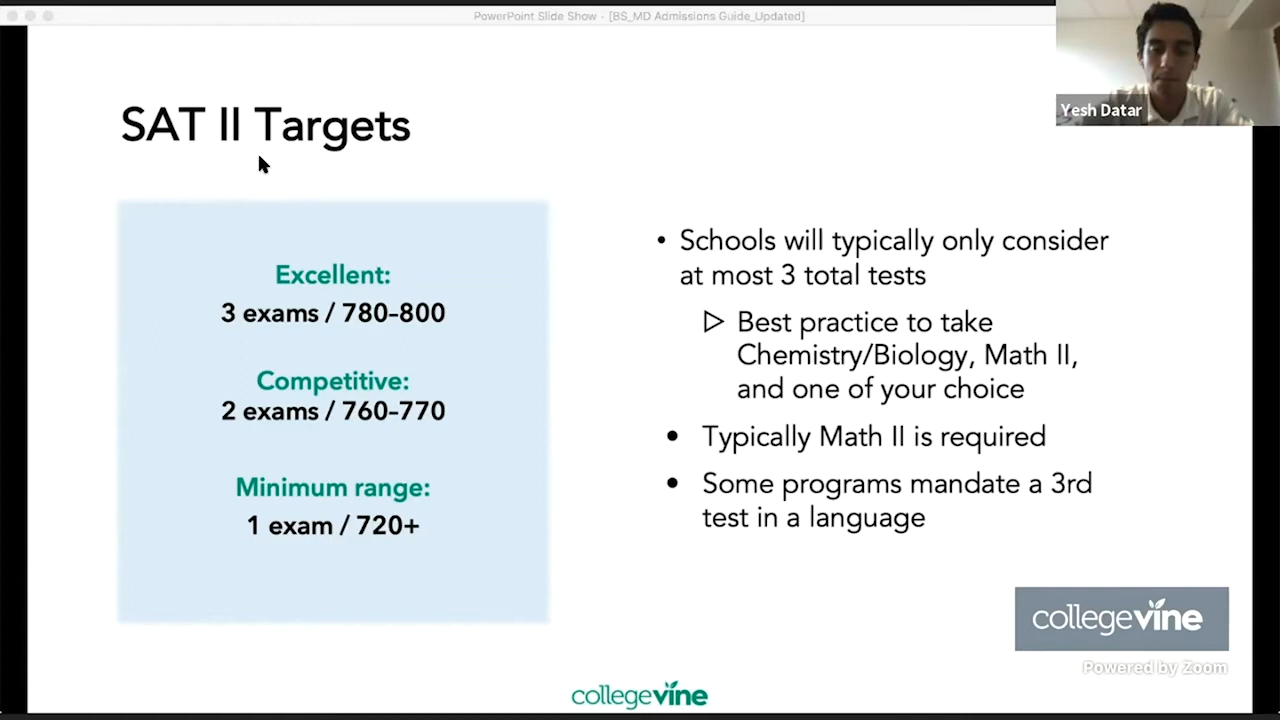 PowerPoint Slide Show - [BS_MD Admissions Guide_Updated]
Yesh Datar
SAT II Targets
Excellent:
3 exams / 780–800
Competitive:
2 exams / 760–770
Minimum range:
1 exam / 720+
• Schools will typically only consider
at most 3 total tests
▷ Best practice to take
Chemistry/Biology, Math II,
and one of your choice
• Typically Math II is required
• Some programs mandate a 3rd
test in a language
collegevine
Powered by Zoom
collegevine